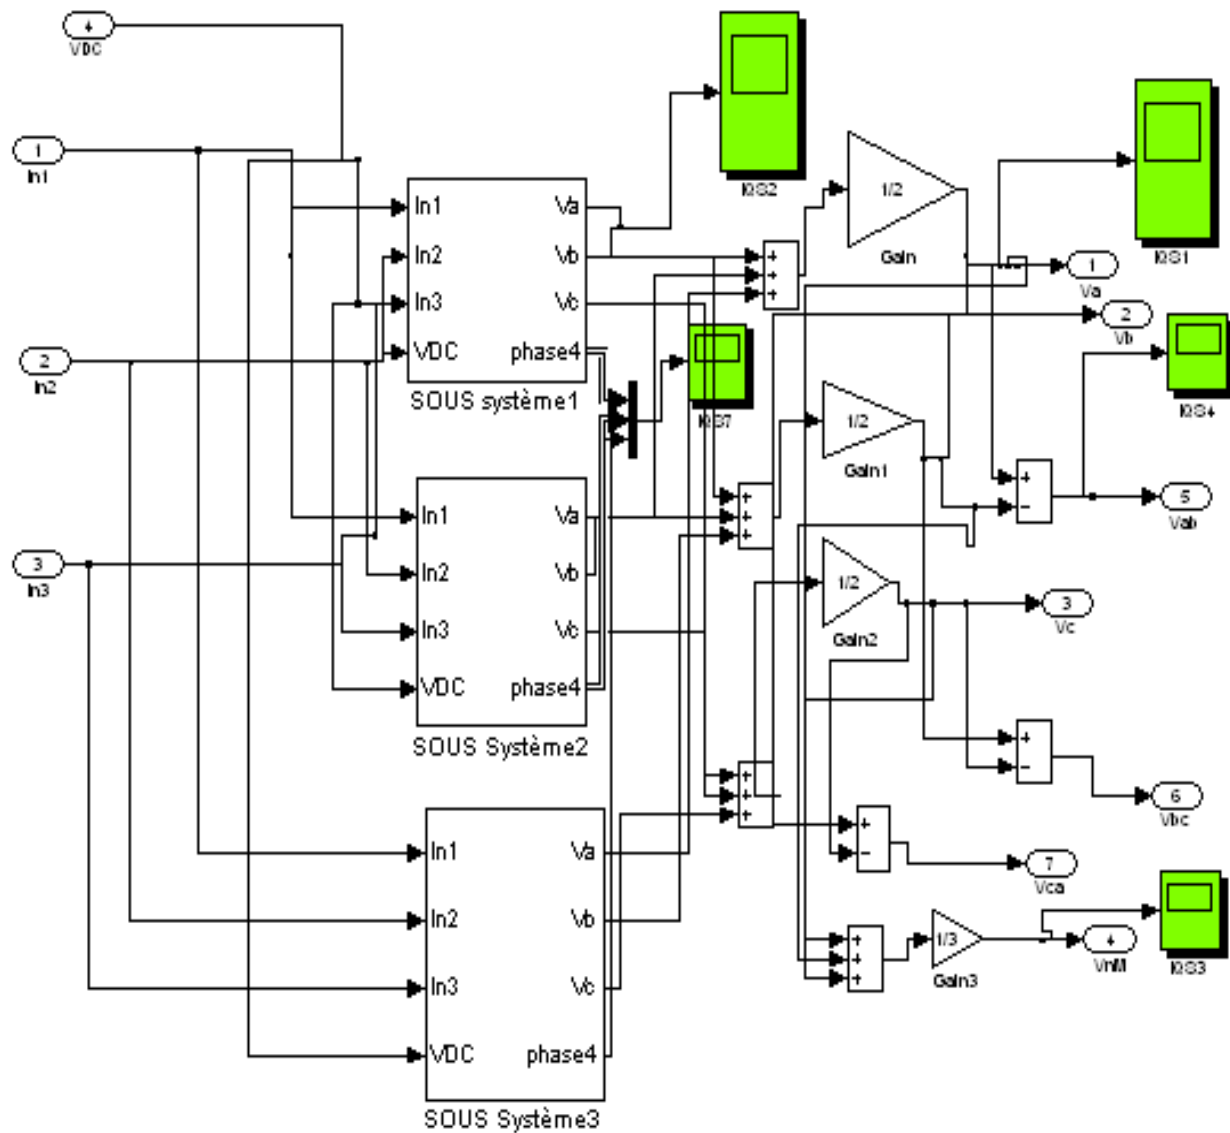 4
VDC
1
In1
2
In2
3
In3
In1
In2
In3
VDC
Va
Vb
Vc
phase4
SOUS système1
In1
In2
In3
VDC
Va
Vb
Vc
phase4
SOUS Système2
In1
In2
In3
VDC
Va
Vb
Vc
phase4
SOUS Système3
+
+
+
+
+
+
+
+
+
1/2
Gain
1/2
Gain1
1/2
Gain2
1
Va
2
Vb
+
−
5
Vab
3
Vc
+
−
6
Vbc
+
−
7
Vca
+
+
+
1/3
Gain3
4
VnM